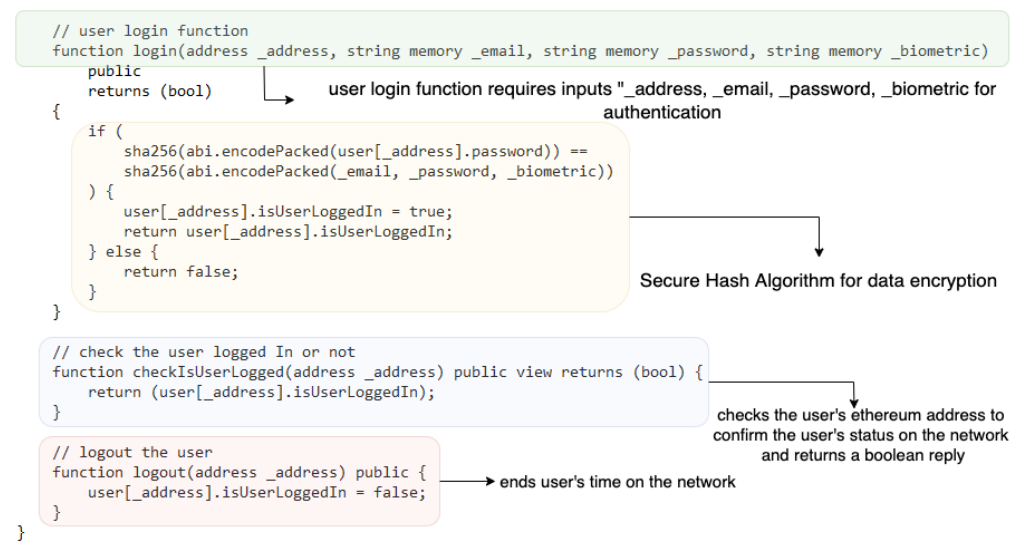 // user login function
function login(address _address, string memory _email, string memory _password, string memory _biometric)
public
returns (bool)
user login function requires inputs "_address, _email, _password, _biometric for
authentication
{
if (
sha256(abi.encodePacked(user[_address].password)) ==
sha256(abi.encodePacked(_email, _password, _biometric))
) {
user[_address].isUserLoggedIn = true;
return user[_address].isUserLoggedIn;
} else {
return false;
}
}
Secure Hash Algorithm for data encryption
// check the user logged In or not
function checkIsUserLogged(address _address) public view returns (bool) {
return (user[_address].isUserLoggedIn);
}
checks the user's ethereum address to
confirm the user's status on the network
and returns a boolean reply
// logout the user
function logout(address _address) public {
user[_address].isUserLoggedIn = false;
}
ends user's time on the network
}